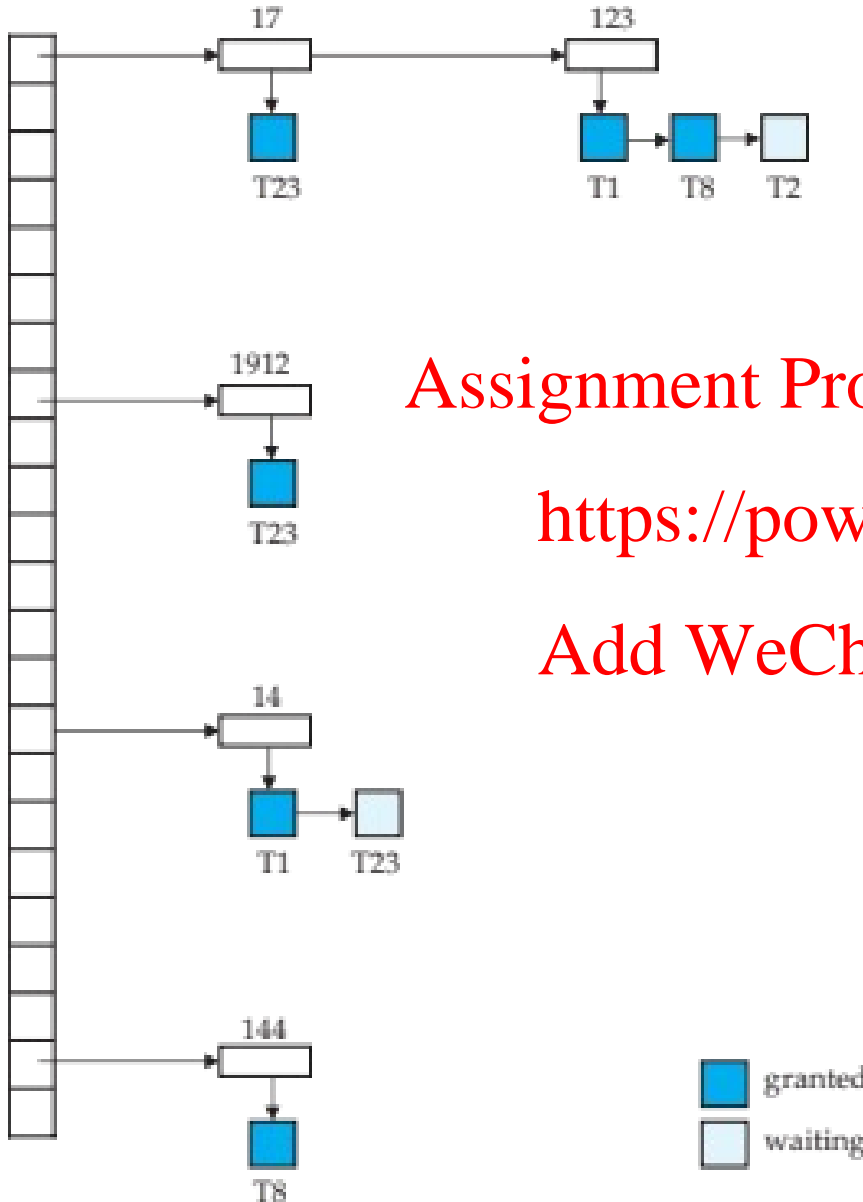 17 123
T23 T1 T8 T2
1912
Assignment Pro
https://pow
T23
Add WeCh
14
T1 T23
144
granted
waiting
T8